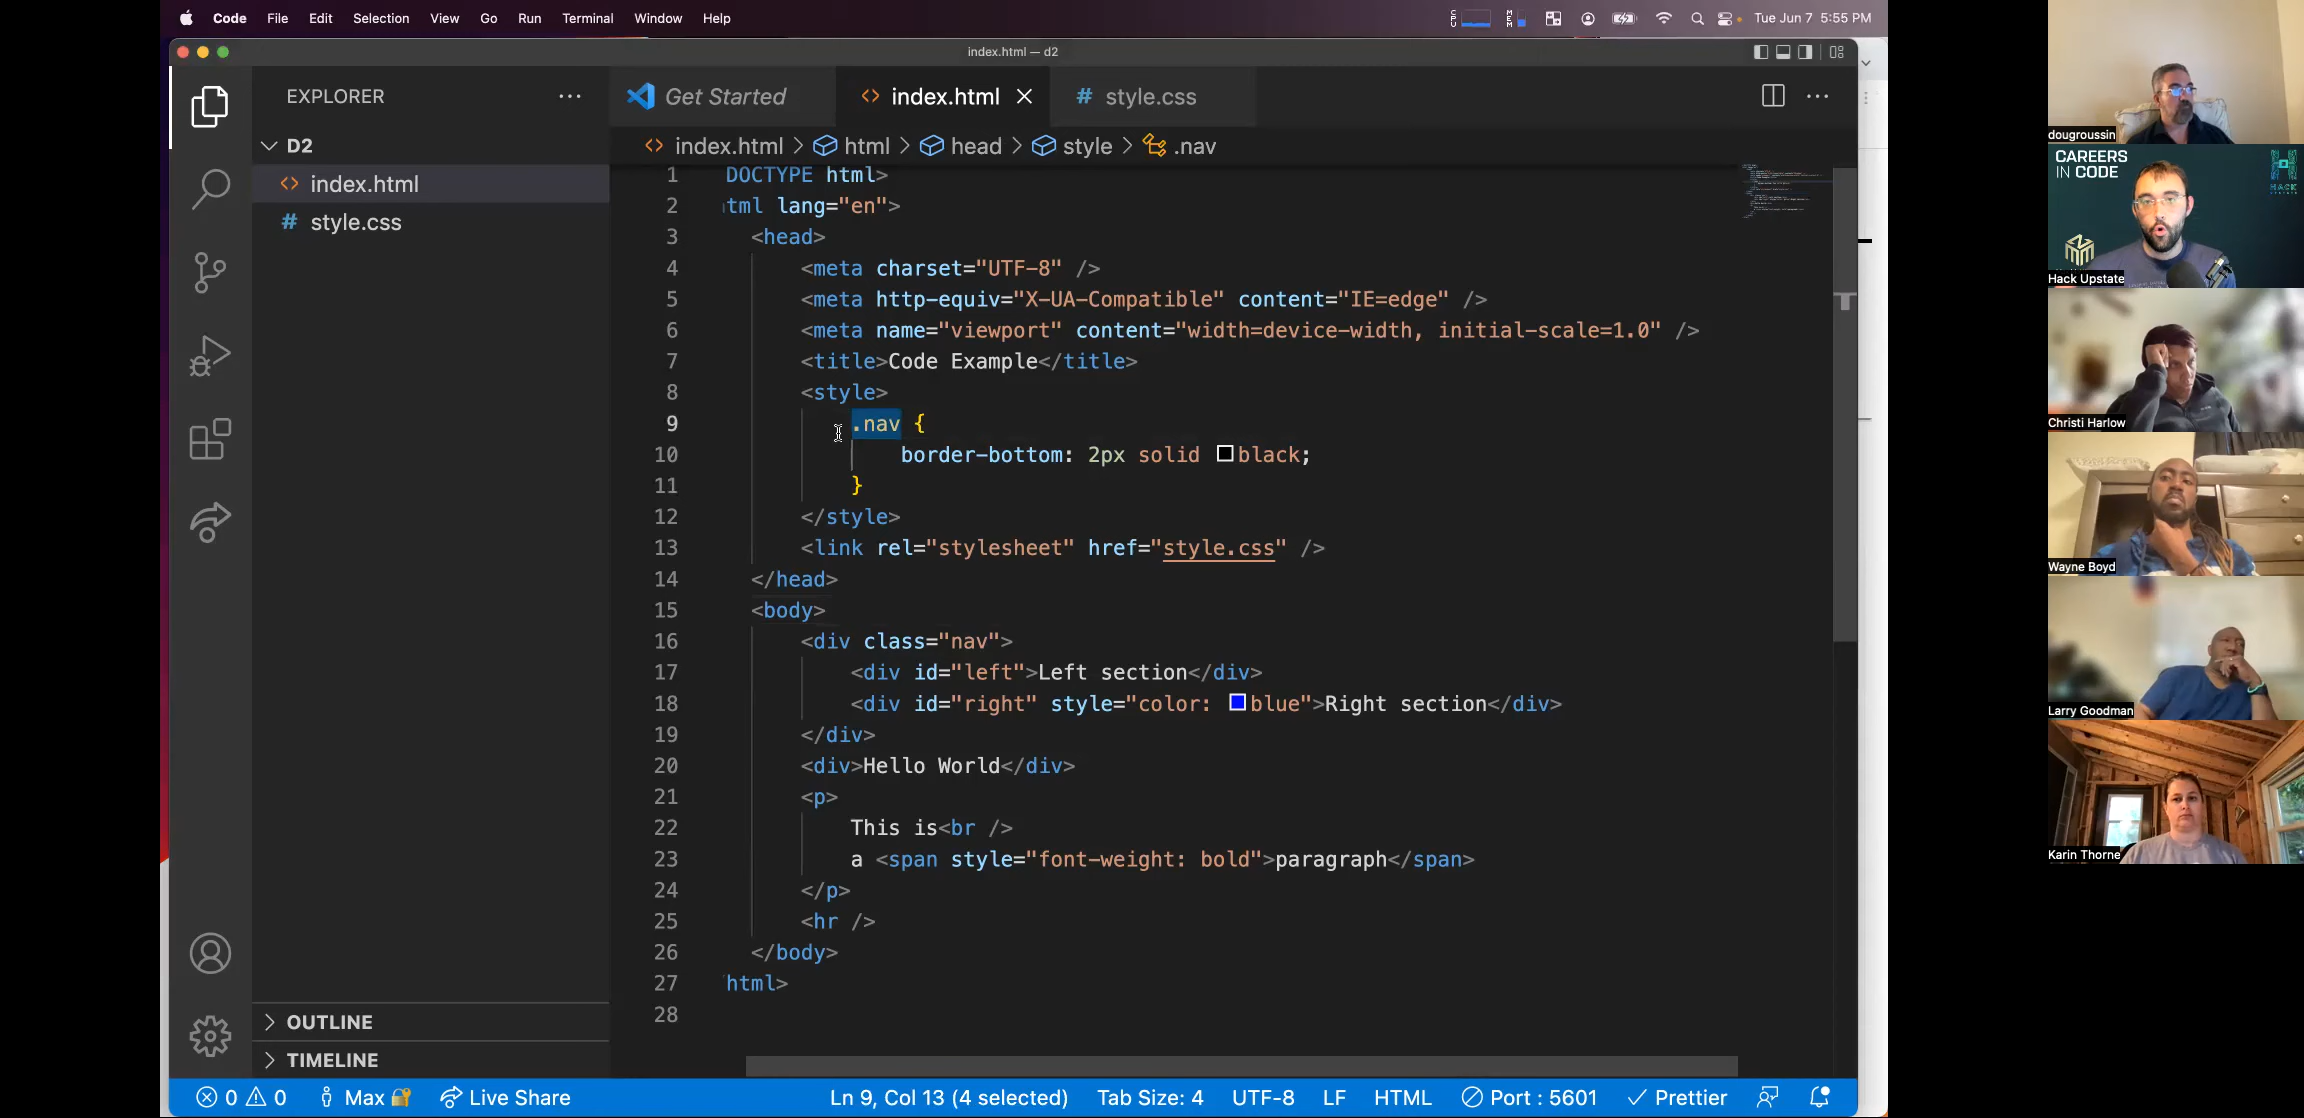 Code File Edit Selection View Go Run Terminal Window Help
CPU MEM Tue Jun 7 5:55 PM
index.html — d2
EXPLORER
D2
index.html
style.css
OUTLINE
TIMELINE
Get Started index.html style.css
index.html > html > head > style > .nav
1 DOCTYPE html>
2 tml lang="en">
3 <head>
4 <meta charset="UTF-8" />
5 <meta http-equiv="X-UA-Compatible" content="IE=edge" />
6 <meta name="viewport" content="width=device-width, initial-scale=1.0" />
7 <title>Code Example</title>
8 <style>
9 .nav {
10 border-bottom: 2px solid black;
11 }
12 </style>
13 <link rel="stylesheet" href="style.css" />
14 </head>
15 <body>
16 <div class="nav">
17 <div id="left">Left section</div>
18 <div id="right" style="color: blue">Right section</div>
19 </div>
20 <div>Hello World</div>
21 <p>
22 This is<br />
23 a <span style="font-weight: bold">paragraph</span>
24 </p>
25 <hr />
26 </body>
27 html>
28
0 0 Max Live Share Ln 9, Col 13 (4 selected) Tab Size: 4 UTF-8 LF HTML Port : 5601 Prettier
dougroussin
CAREERS
IN CODE
HACK
Hack Upstate
Christi Harlow
Wayne Boyd
Larry Goodman
Karin Thorne